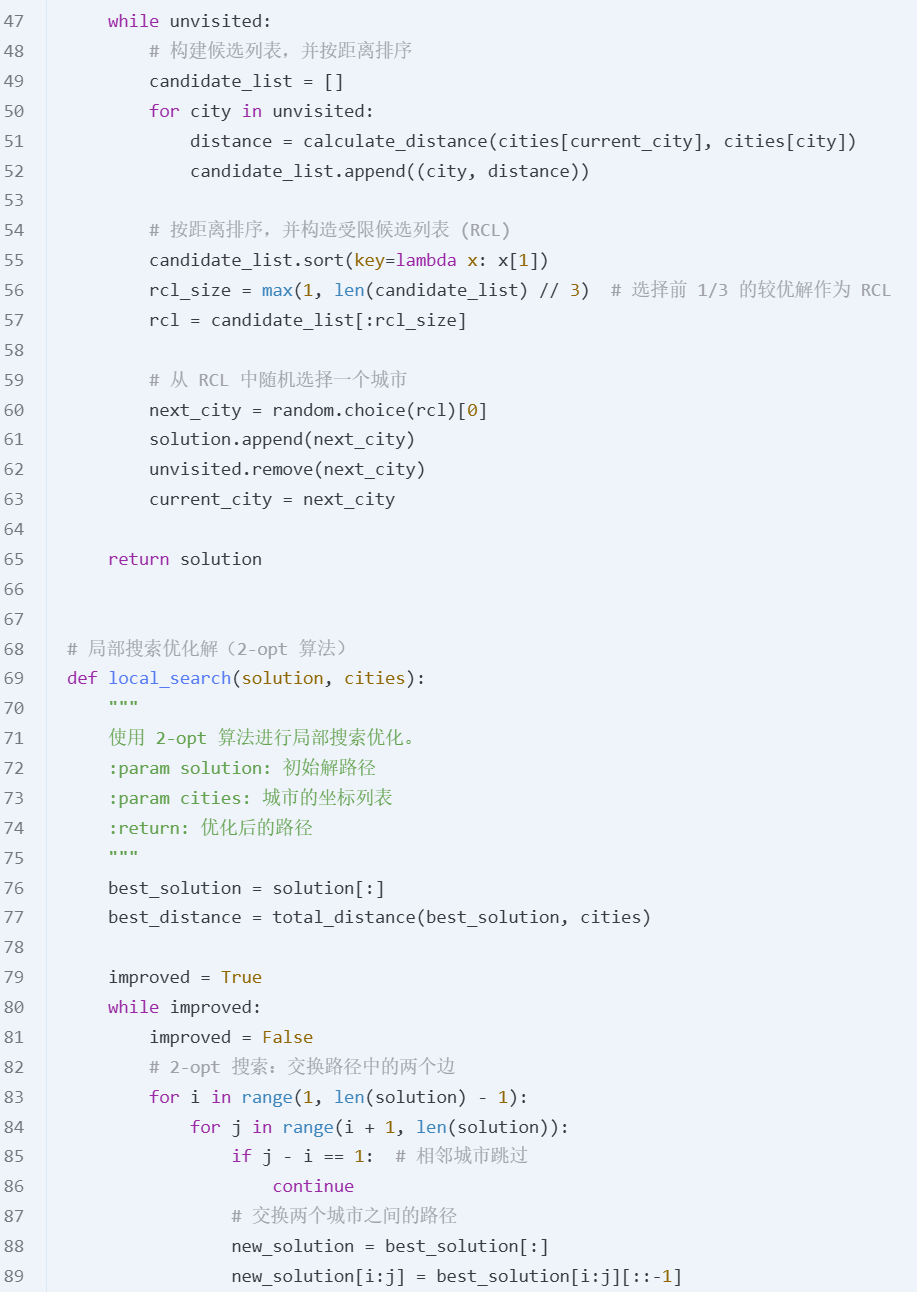 47 while unvisited:
48 # 构建候选列表，并按距离排序
49 candidate_list = []
50 for city in unvisited:
51 distance = calculate_distance(cities[current_city], cities[city])
52 candidate_list.append((city, distance))
53
54 # 按距离排序，并构造受限候选列表 (RCL)
55 candidate_list.sort(key=lambda x: x[1])
56 rcl_size = max(1, len(candidate_list) // 3)  # 选择前 1/3 的较优解作为 RCL
57 rcl = candidate_list[:rcl_size]
58
59 # 从 RCL 中随机选择一个城市
60 next_city = random.choice(rcl)[0]
61 solution.append(next_city)
62 unvisited.remove(next_city)
63 current_city = next_city
64
65 return solution
66
67
68 # 局部搜索优化解（2-opt 算法）
69 def local_search(solution, cities):
70 """
71 使用 2-opt 算法进行局部搜索优化。
72 :param solution: 初始解路径
73 :param cities: 城市的坐标列表
74 :return: 优化后的路径
75 """
76 best_solution = solution[:]
77 best_distance = total_distance(best_solution, cities)
78
79 improved = True
80 while improved:
81 improved = False
82 # 2-opt 搜索：交换路径中的两个边
83 for i in range(1, len(solution) - 1):
84 for j in range(i + 1, len(solution)):
85 if j - i == 1:  # 相邻城市跳过
86 continue
87 # 交换两个城市之间的路径
88 new_solution = best_solution[:]
89 new_solution[i:j] = best_solution[i:j][::-1]